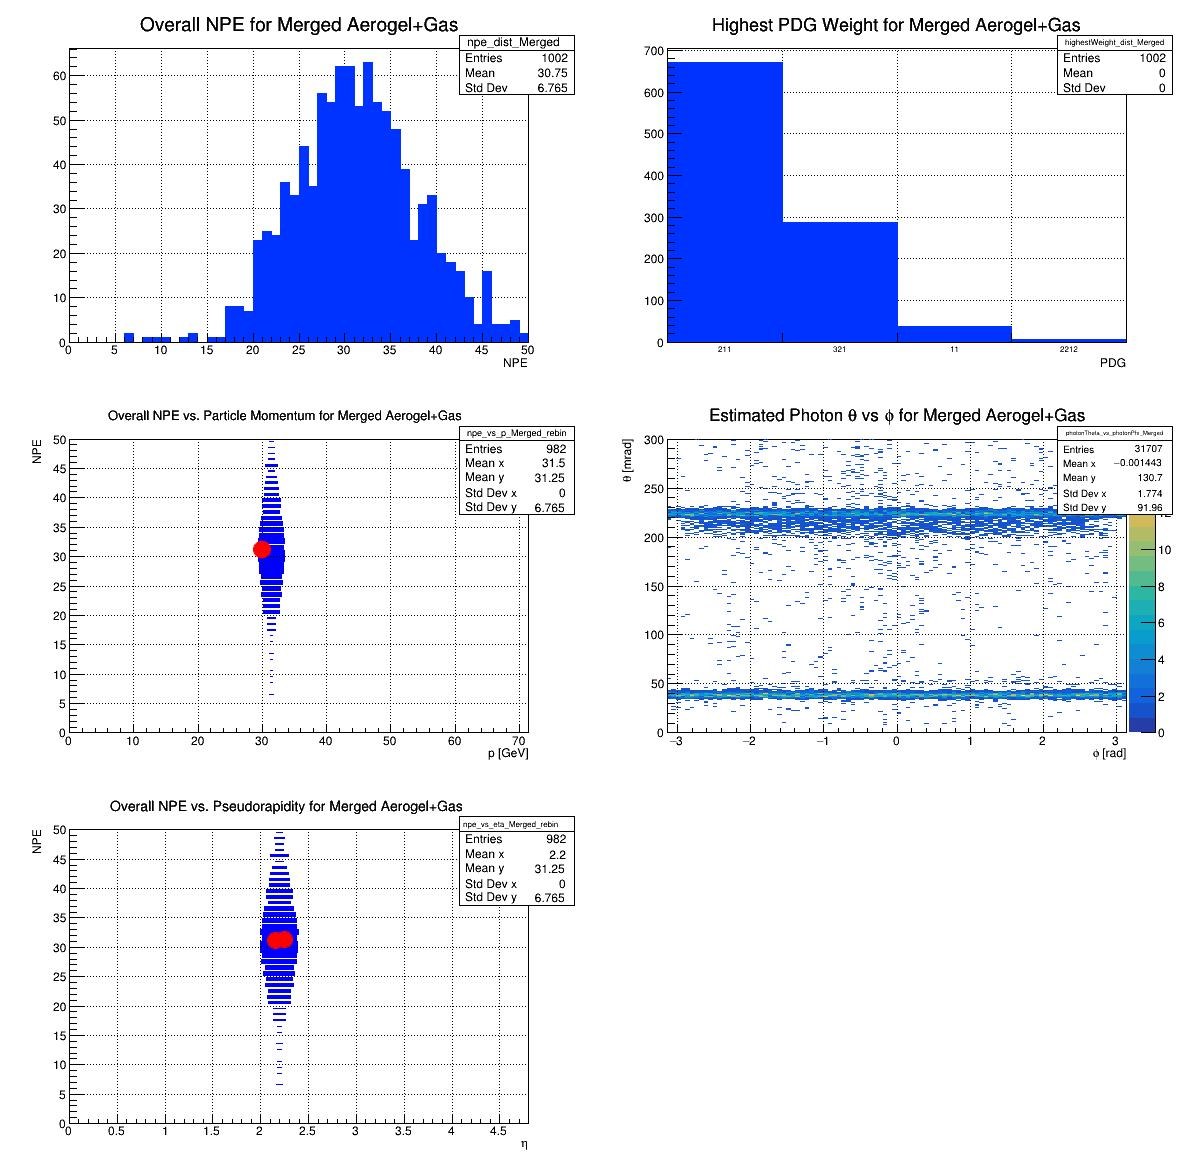 Overall NPE for Merged Aerogel+Gas
npe_dist_Merged
Entries 1002
Mean 30.75
Std Dev 6.765
60
50
40
30
20
10
0
0 5 10 15 20 25 30 35 40 45 50
NPE
Highest PDG Weight for Merged Aerogel+Gas
highestWeight_dist_Merged
Entries 1002
Mean 0
Std Dev 0
700
600
500
400
300
200
100
0
211 321 11 2212
PDG
Overall NPE vs. Particle Momentum for Merged Aerogel+Gas
npe_vs_p_Merged_rebin
Entries 982
Mean x 31.5
Mean y 31.25
Std Dev x 0
Std Dev y 6.765
NPE
50
45
40
35
30
25
20
15
10
5
0
0 10 20 30 40 50 60 70
p [GeV]
Estimated Photon θ vs ϕ for Merged Aerogel+Gas
photonTheta_vs_photonPhi_Merged
Entries 31707
Mean x −0.001443
Mean y 130.7
Std Dev x 1.774
Std Dev y 91.96
θ [mrad]
300
250
200
150
100
50
0
−3 −2 −1 0 1 2 3
ϕ [rad]
12
10
8
6
4
2
0
Overall NPE vs. Pseudorapidity for Merged Aerogel+Gas
npe_vs_eta_Merged_rebin
Entries 982
Mean x 2.2
Mean y 31.25
Std Dev x 0
Std Dev y 6.765
NPE
50
45
40
35
30
25
20
15
10
5
0
0 0.5 1 1.5 2 2.5 3 3.5 4 4.5
η